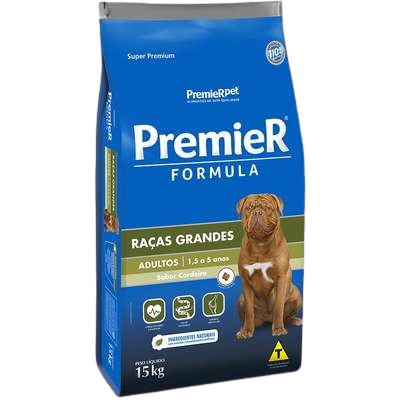 Super Premium
PremieRpet
PremieR
FORMULA
RAÇAS GRANDES
ADULTOS 1,5 a 5 anos
Sabor Cordeiro
INGREDIENTES NATURAIS
PESO LÍQUIDO
15kg
T